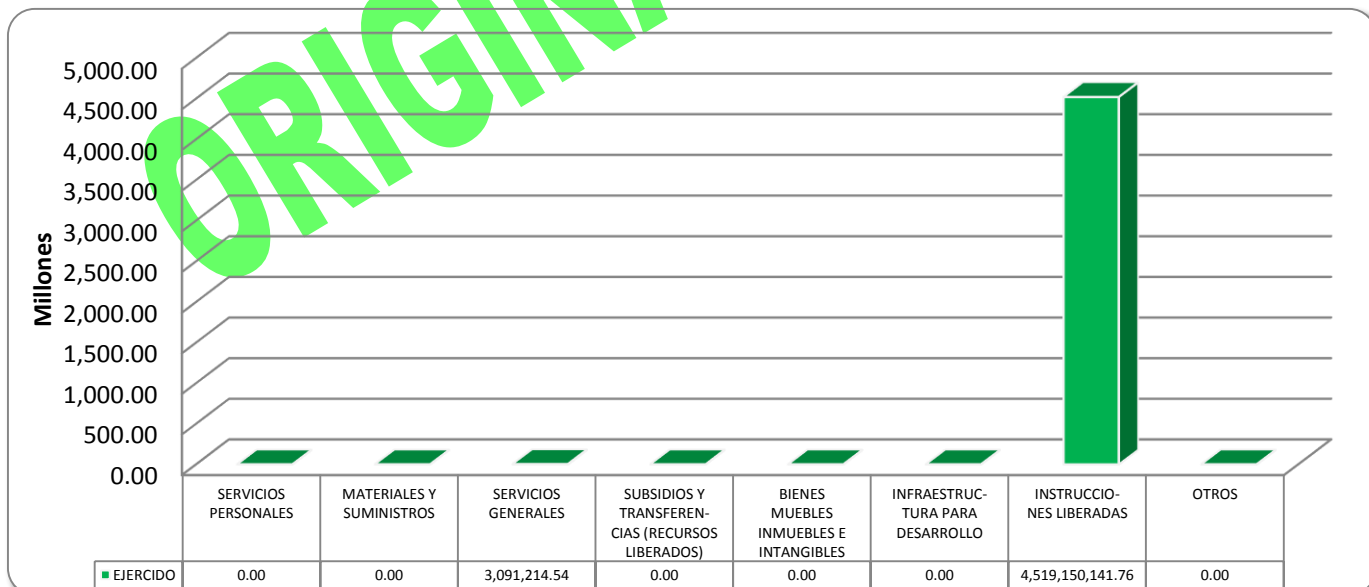 ORIGINA
5,000.00
4,500.00
4,000.00
3,500.00
3,000.00
2,500.00
2,000.00
1,500.00
1,000.00
500.00
0.00
Millones
SERVICIOS
PERSONALES
MATERIALES Y
SUMINISTROS
SERVICIOS
GENERALES
SUBSIDIOS Y
TRANSFEREN-
CIAS (RECURSOS
LIBERADOS)
BIENES
MUEBLES
INMUEBLES E
INTANGIBLES
INFRAESTRUC-
TURA PARA
DESARROLLO
INSTRUCCIO-
NES LIBERADAS
OTROS
EJERCIDO 0.00 0.00 3,091,214.54 0.00 0.00 0.00 4,519,150,141.76 0.00